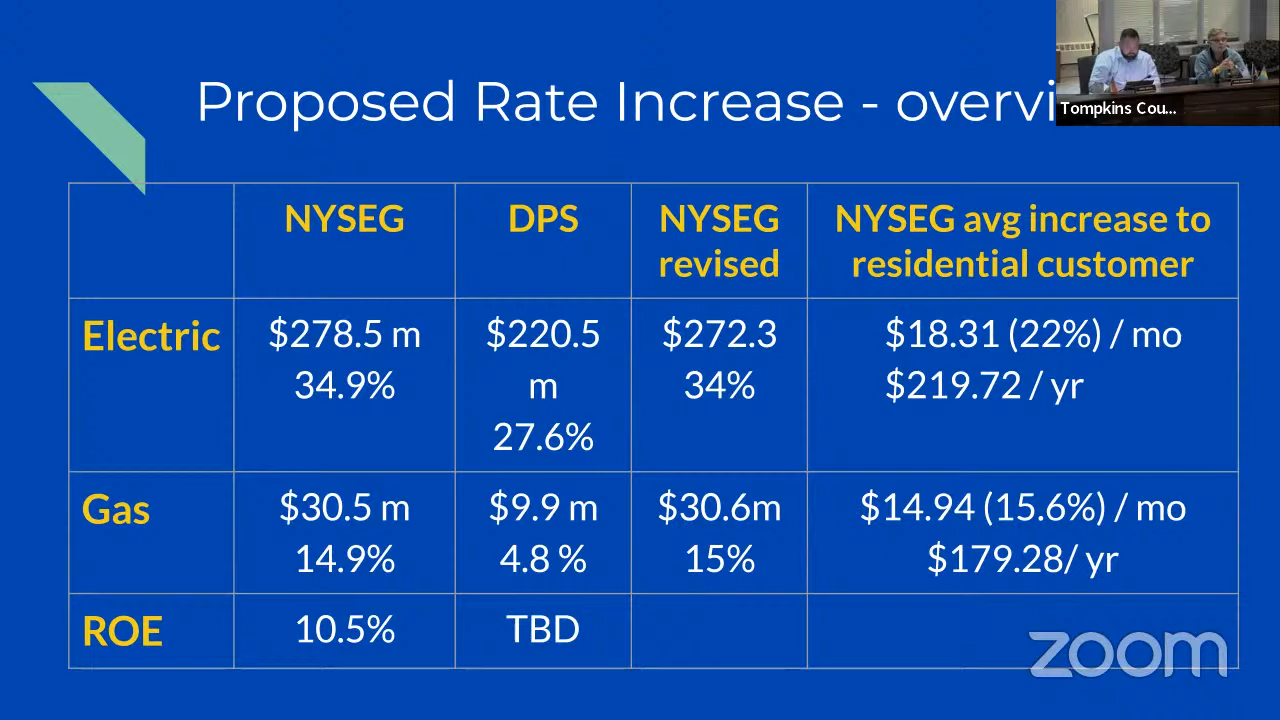 Proposed Rate Increase - overvi
Tompkins Cou...
NYSEG
DPS
NYSEG
revised
NYSEG avg increase to
residential customer
Electric
$278.5 m
34.9%
$220.5
m
27.6%
$272.3
34%
$18.31 (22%) / mo
$219.72 / yr
Gas
$30.5 m
14.9%
$9.9 m
4.8 %
$30.6m
15%
$14.94 (15.6%) / mo
$179.28/ yr
ROE
10.5%
TBD
zoom